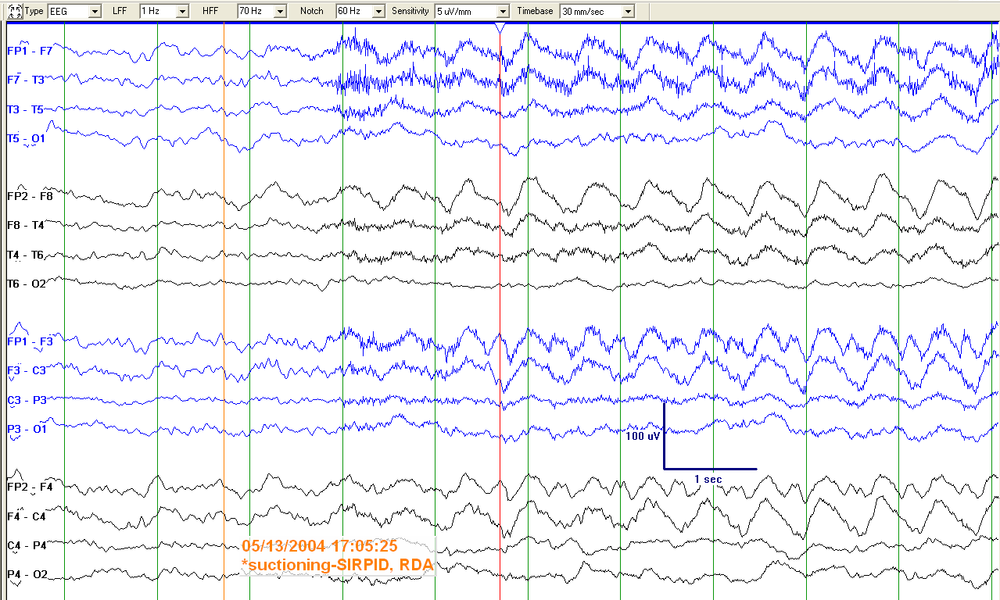 Type EEG LFF 1 Hz HFF 70 Hz Notch 60 Hz Sensitivity 5 uV/mm Timebase 30 mm/sec
FP1 - F7
F7 - T3
T3 - T5
T5 - O1
FP2 - F8
F8 - T4
T4 - T6
T6 - O2
FP1 - F3
F3 - C3
C3 - P3
P3 - O1
100 uV
1 sec
FP2 - F4
F4 - C4
C4 - P4
05/13/2004 17:05:25
*suctioning-SIRPID, RDA
P4 - O2